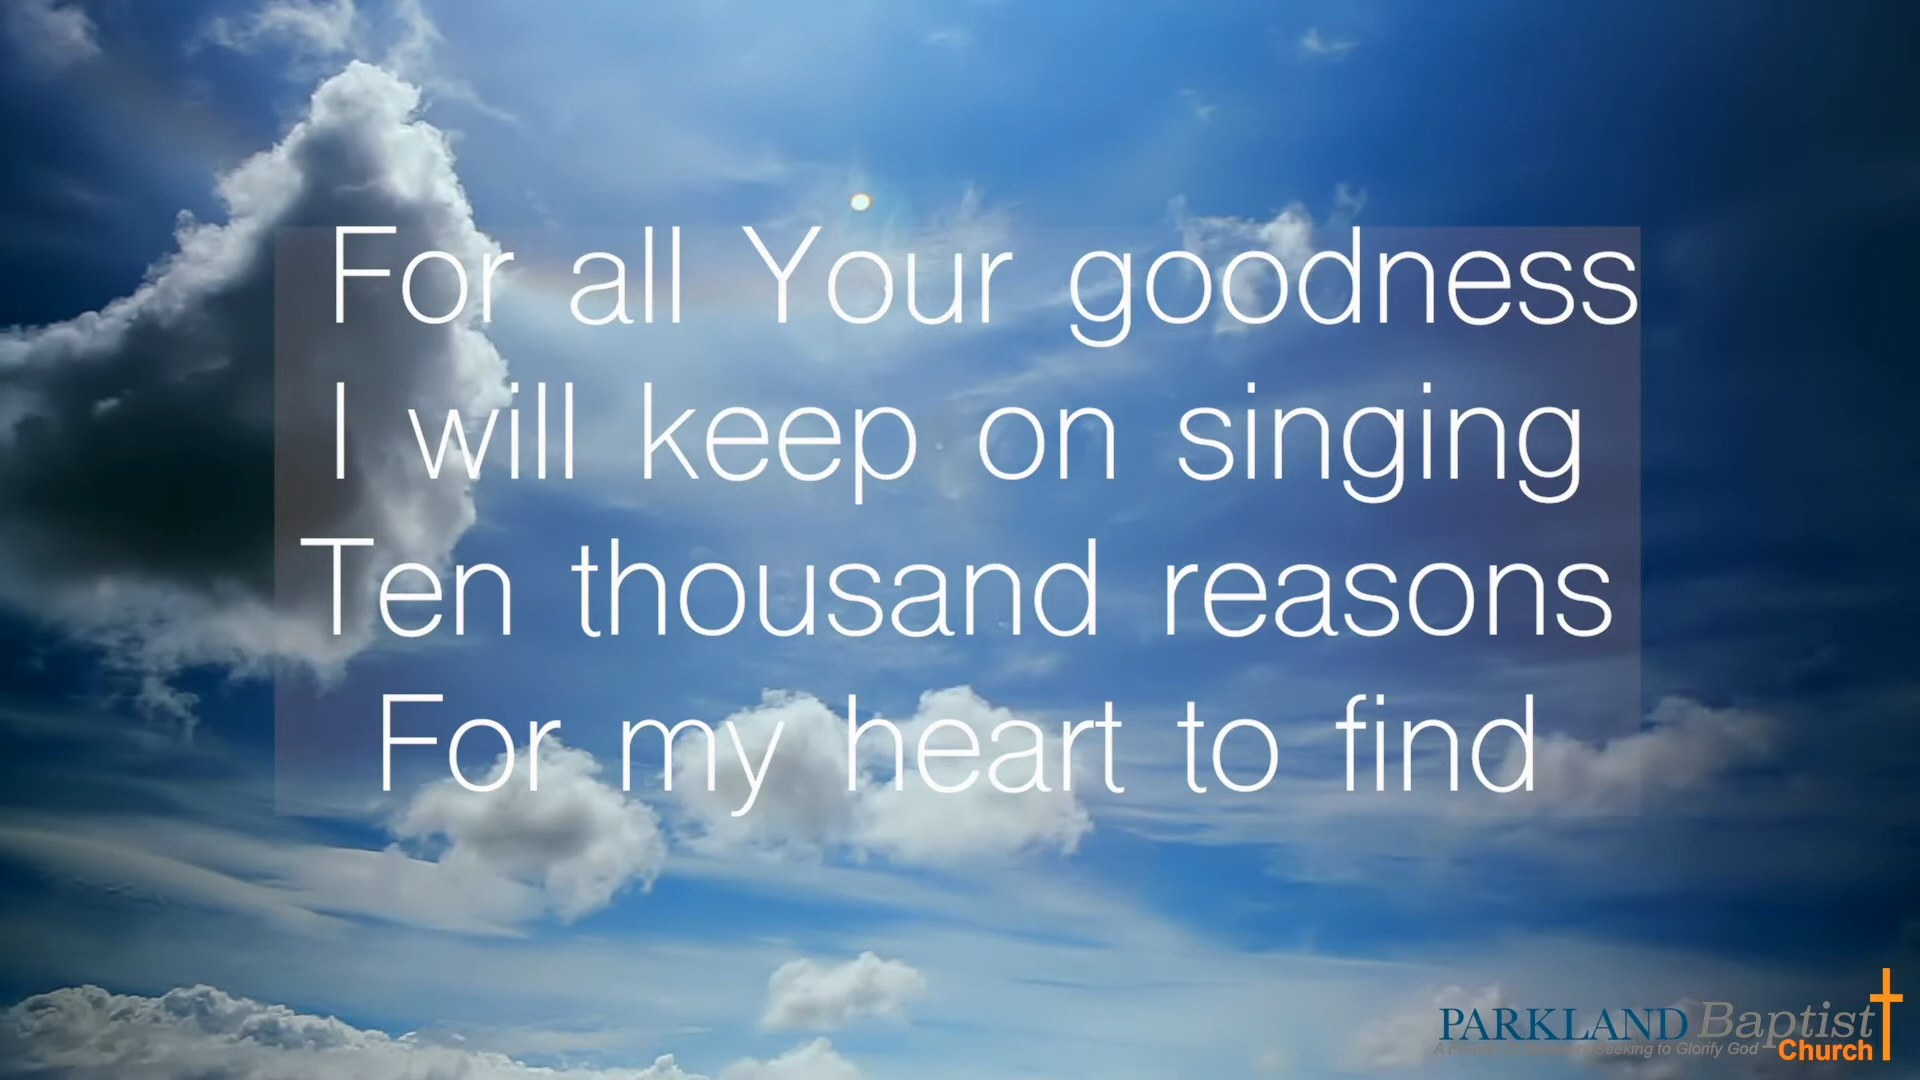 For all Your goodness
I will keep on singing
Ten thousand reasons
For my heart to find
PARKLAND Baptist
Seeking to Glorify God
Church